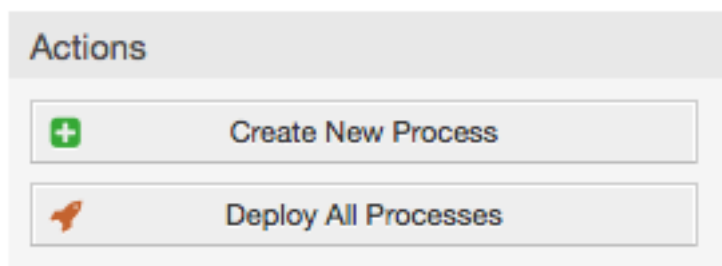 Actions
Create New Process
Deploy All Processes